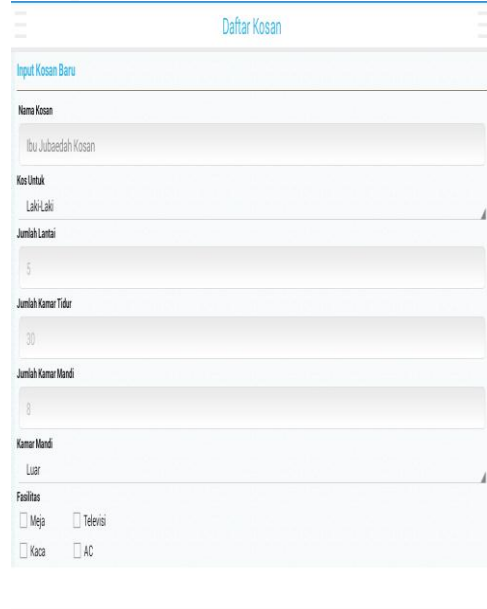 Daftar Kosan
Input Kosan Baru
Nama Kosan
Ibu Jubaedah Kosan
Kos Untuk
Laki-Laki
Jumlah Lantai
5
Jumlah Kamar Tidur
30
Jumlah Kamar Mandi
8
Kamar Mandi
Luar
Fasilitas
Meja Televisi
Kaca AC